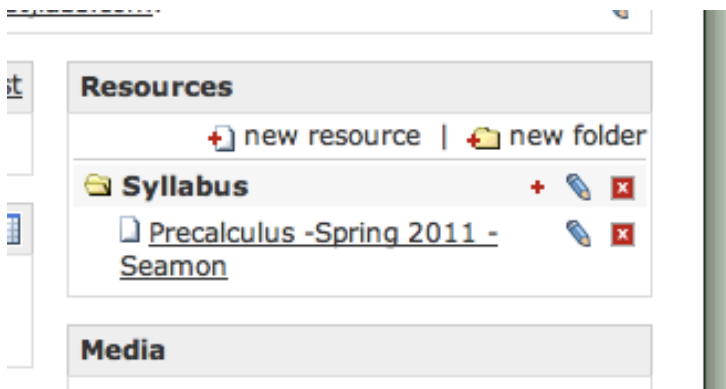 Resources
new resource | new folder
Syllabus
Precalculus -Spring 2011 -
Seamon
Media